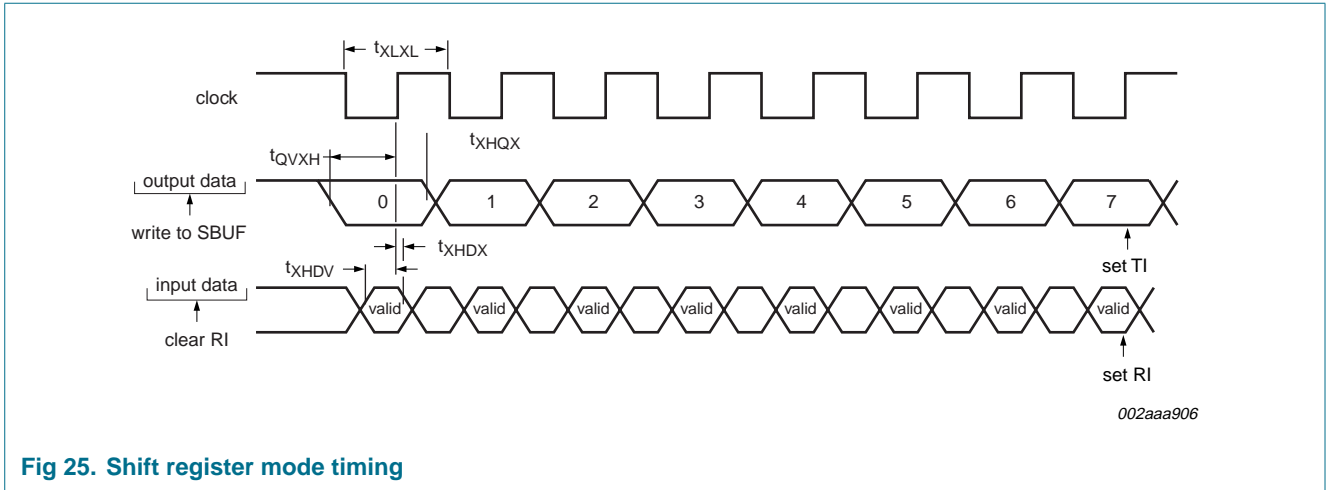 tXLXL
clock
tXHQX
tQVXH
output data
0 1 2 3 4 5 6 7
write to SBUF
tXHDX
set TI
tXHDV
input data
valid valid valid valid valid valid valid valid
clear RI
set RI
002aaa906
Fig 25. Shift register mode timing